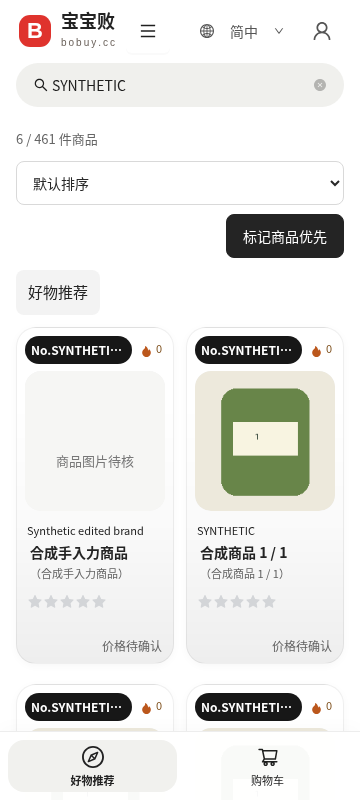 B 宝宝败
bobuy.cc
简中
SYNTHETIC
6 / 461 件商品
默认排序
标记商品优先
好物推荐
No.SYNTHETI… 0
No.SYNTHETI… 0
商品图片待核
1
Synthetic edited brand
合成手入力商品
（合成手入力商品）
价格待确认
SYNTHETIC
合成商品 1 / 1
（合成商品 1 / 1）
价格待确认
No.SYNTHETI… 0
No.SYNTHETI… 0
好物推荐
购物车